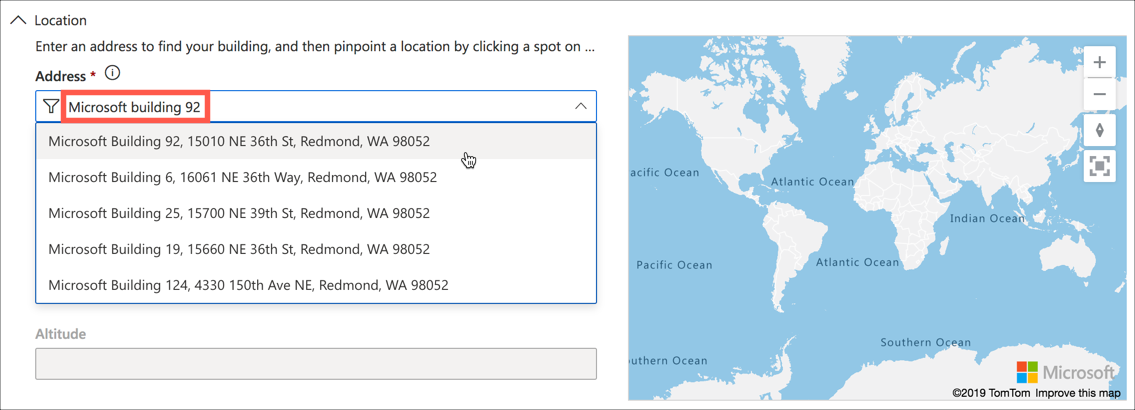 Location
Enter an address to find your building, and then pinpoint a location by clicking a spot on ...
Address *
Microsoft building 92
Microsoft Building 92, 15010 NE 36th St, Redmond, WA 98052
Microsoft Building 6, 16061 NE 36th Way, Redmond, WA 98052
Microsoft Building 25, 15700 NE 39th St, Redmond, WA 98052
Microsoft Building 19, 15660 NE 36th St, Redmond, WA 98052
Microsoft Building 124, 4330 150th Ave NE, Redmond, WA 98052
Altitude
acific Ocean
Atlantic Ocean
Indian Ocean
Pacific Ocean
Atlantic Ocean
Southern Ocean
outhern Ocean
Microsoft
©2019 TomTom Improve this map